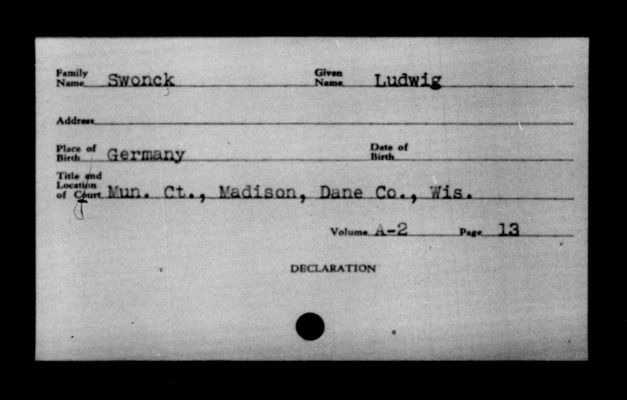 Family Name Swonck Given Name Ludwig
Address
Place of Birth Germany Date of Birth
Title and Location of Court Mun. Ct., Madison, Dane Co., Wis.
Volume A-2 Page 13
DECLARATION